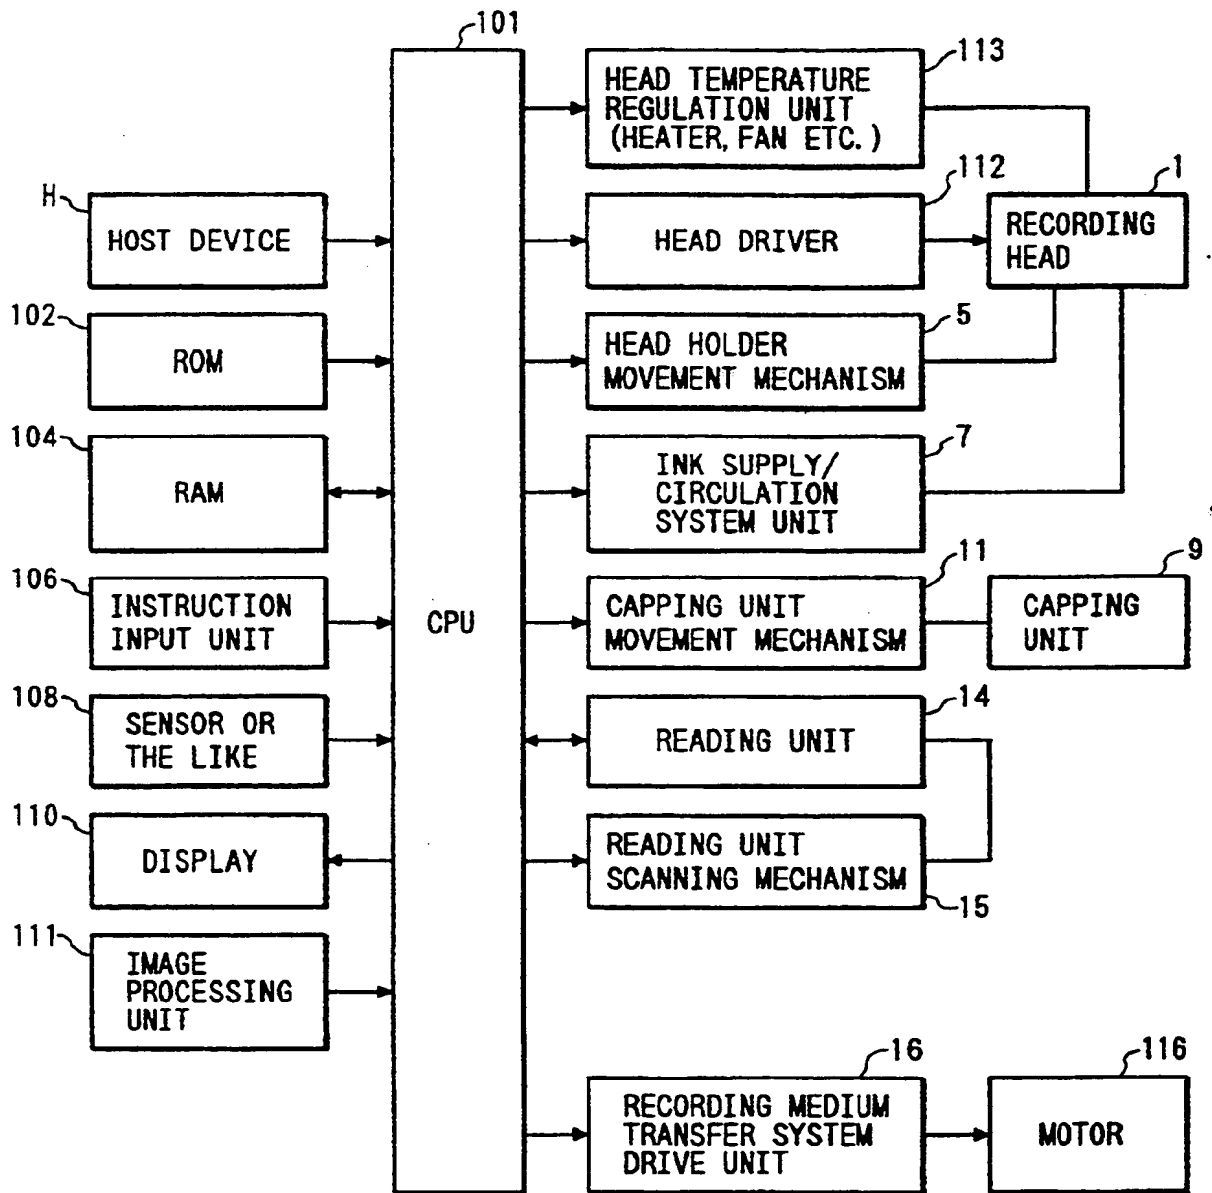 101
113
HEAD TEMPERATURE
REGULATION UNIT
(HEATER, FAN ETC.)
H
HOST DEVICE
112
HEAD DRIVER
1
RECORDING
HEAD
102
ROM
5
HEAD HOLDER
MOVEMENT MECHANISM
104
RAM
7
INK SUPPLY/
CIRCULATION
SYSTEM UNIT
106
INSTRUCTION
INPUT UNIT
CPU
11
CAPPING UNIT
MOVEMENT MECHANISM
9
CAPPING
UNIT
108
SENSOR OR
THE LIKE
14
READING UNIT
110
DISPLAY
READING UNIT
SCANNING MECHANISM
15
111
IMAGE
PROCESSING
UNIT
16
RECORDING MEDIUM
TRANSFER SYSTEM
DRIVE UNIT
116
MOTOR